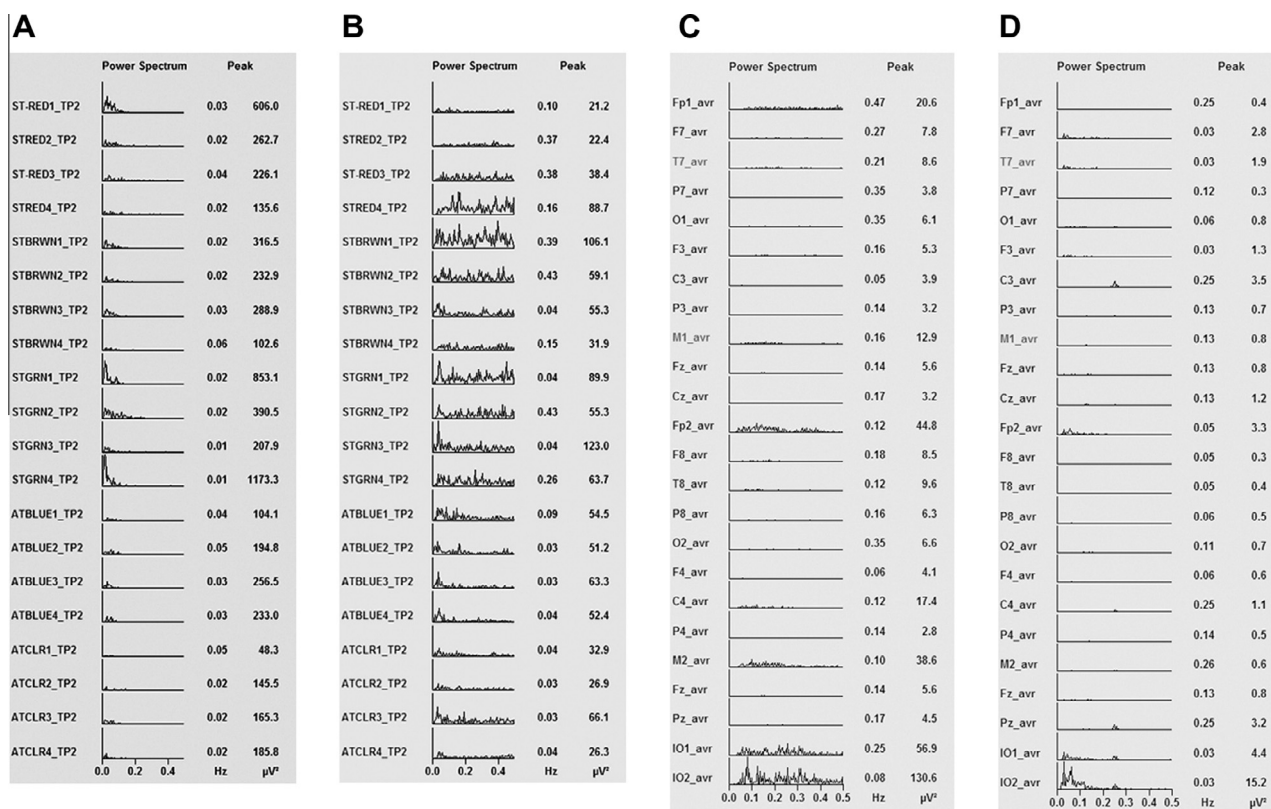 A
Power Spectrum Peak
ST-RED1_TP2 0.03 606.0
STRED2_TP2 0.02 262.7
ST-RED3_TP2 0.04 226.1
STRED4_TP2 0.02 135.6
STBRWN1_TP2 0.02 316.5
STBRWN2_TP2 0.02 232.9
STBRWN3_TP2 0.03 288.9
STBRWN4_TP2 0.06 102.6
STGRN1_TP2 0.02 853.1
STGRN2_TP2 0.02 390.5
STGRN3_TP2 0.01 207.9
STGRN4_TP2 0.01 1173.3
ATBLUE1_TP2 0.04 104.1
ATBLUE2_TP2 0.05 194.8
ATBLUE3_TP2 0.03 256.5
ATBLUE4_TP2 0.03 233.0
ATCLR1_TP2 0.05 48.3
ATCLR2_TP2 0.02 145.5
ATCLR3_TP2 0.02 165.3
ATCLR4_TP2 0.02 185.8
0.0 0.2 0.4 Hz µV²
B
Power Spectrum Peak
ST-RED1_TP2 0.10 21.2
STRED2_TP2 0.37 22.4
ST-RED3_TP2 0.38 38.4
STRED4_TP2 0.16 88.7
STBRWN1_TP2 0.39 106.1
STBRWN2_TP2 0.43 59.1
STBRWN3_TP2 0.04 55.3
STBRWN4_TP2 0.15 31.9
STGRN1_TP2 0.04 89.9
STGRN2_TP2 0.43 55.3
STGRN3_TP2 0.04 123.0
STGRN4_TP2 0.26 63.7
ATBLUE1_TP2 0.09 54.5
ATBLUE2_TP2 0.03 51.2
ATBLUE3_TP2 0.03 63.3
ATBLUE4_TP2 0.04 52.4
ATCLR1_TP2 0.04 32.9
ATCLR2_TP2 0.03 26.9
ATCLR3_TP2 0.03 66.1
ATCLR4_TP2 0.04 26.3
0.0 0.2 0.4 Hz µV²
C
Power Spectrum Peak
Fp1_avr 0.47 20.6
F7_avr 0.27 7.8
T7_avr 0.21 8.6
P7_avr 0.35 3.8
O1_avr 0.35 6.1
F3_avr 0.16 5.3
C3_avr 0.05 3.9
P3_avr 0.14 3.2
M1_avr 0.16 12.9
Fz_avr 0.14 5.6
Cz_avr 0.17 3.2
Fp2_avr 0.12 44.8
F8_avr 0.18 8.5
T8_avr 0.12 9.6
P8_avr 0.16 6.3
O2_avr 0.35 6.6
F4_avr 0.06 4.1
C4_avr 0.12 17.4
P4_avr 0.14 2.8
M2_avr 0.10 38.6
Fz_avr 0.14 5.6
Pz_avr 0.17 4.5
IO1_avr 0.25 56.9
IO2_avr 0.08 130.6
0.0 0.1 0.2 0.3 0.4 0.5 Hz µV²
D
Power Spectrum Peak
Fp1_avr 0.25 0.4
F7_avr 0.03 2.8
T7_avr 0.03 1.9
P7_avr 0.12 0.3
O1_avr 0.06 0.8
F3_avr 0.03 1.3
C3_avr 0.25 3.5
P3_avr 0.13 0.7
M1_avr 0.13 0.8
Fz_avr 0.13 0.8
Cz_avr 0.13 1.2
Fp2_avr 0.05 3.3
F8_avr 0.05 0.3
T8_avr 0.05 0.4
P8_avr 0.06 0.5
O2_avr 0.11 0.7
F4_avr 0.06 0.6
C4_avr 0.25 1.1
P4_avr 0.14 0.5
M2_avr 0.26 0.6
Fz_avr 0.13 0.8
Pz_avr 0.25 3.2
IO1_avr 0.03 4.4
IO2_avr 0.03 15.2
0.0 0.1 0.2 0.3 0.4 0.5 Hz µV²